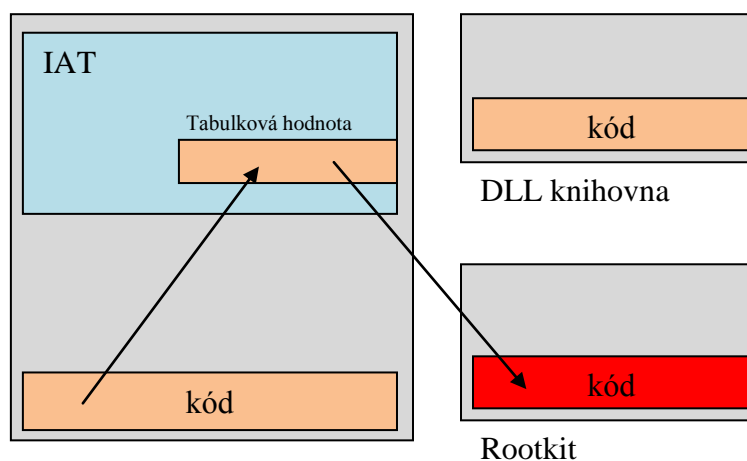 IAT
Tabulková hodnota
kód
kód
DLL knihovna
kód
Rootkit